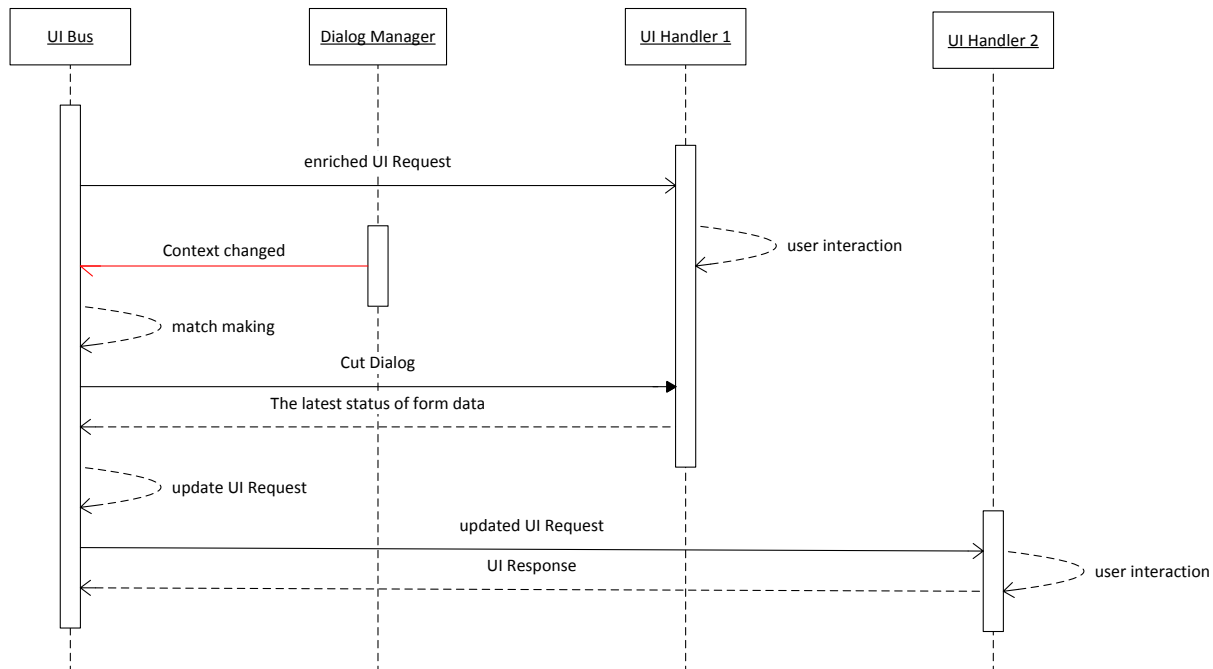 UI Bus
Dialog Manager
UI Handler 1
UI Handler 2
enriched UI Request
user interaction
Context changed
match making
Cut Dialog
The latest status of form data
update UI Request
updated UI Request
UI Response
user interaction